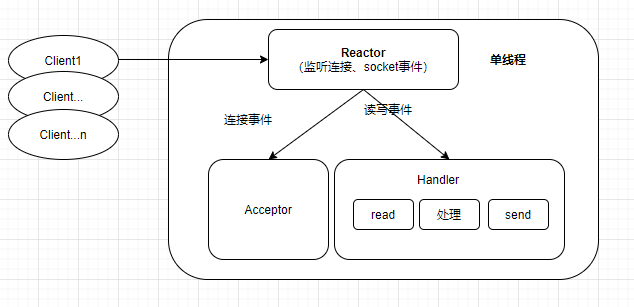 Client1
Client...
Client...n
Reactor
（监听连接、socket事件）
单线程
连接事件
读写事件
Acceptor
Handler
read
处理
send